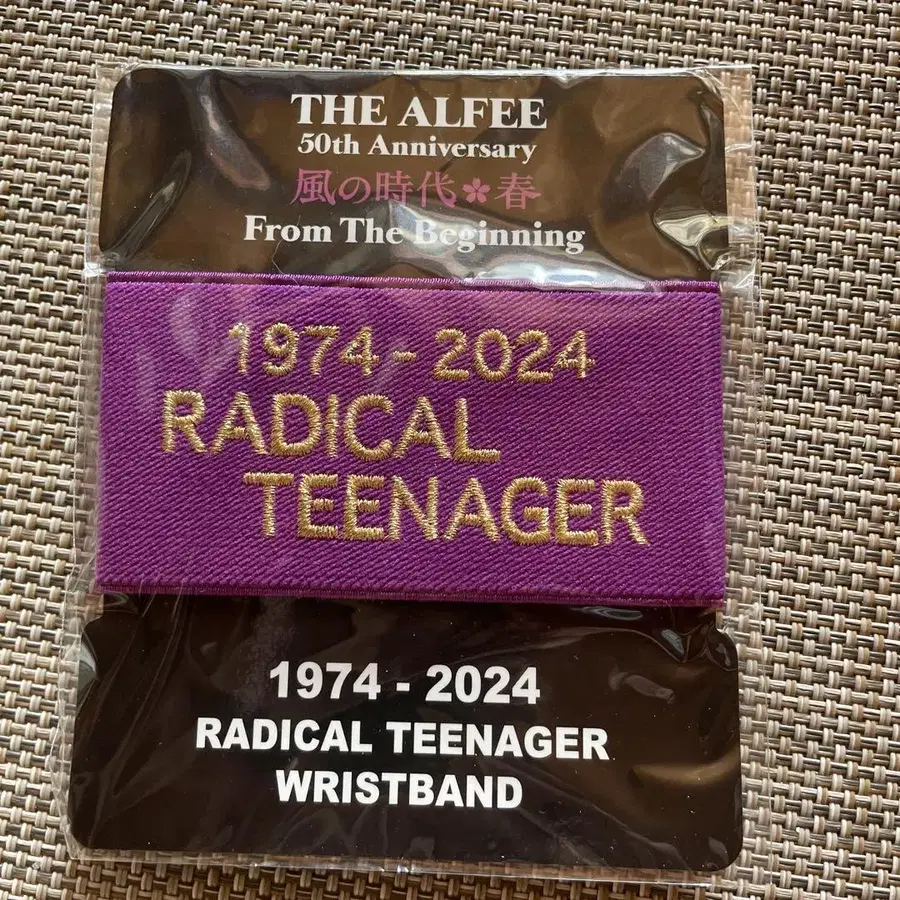 THE ALFEE
50th Anniversary
風の時代✽春
From The Beginning
1974 - 2024
RADICAL
TEENAGER
1974 - 2024
RADICAL TEENAGER
WRISTBAND